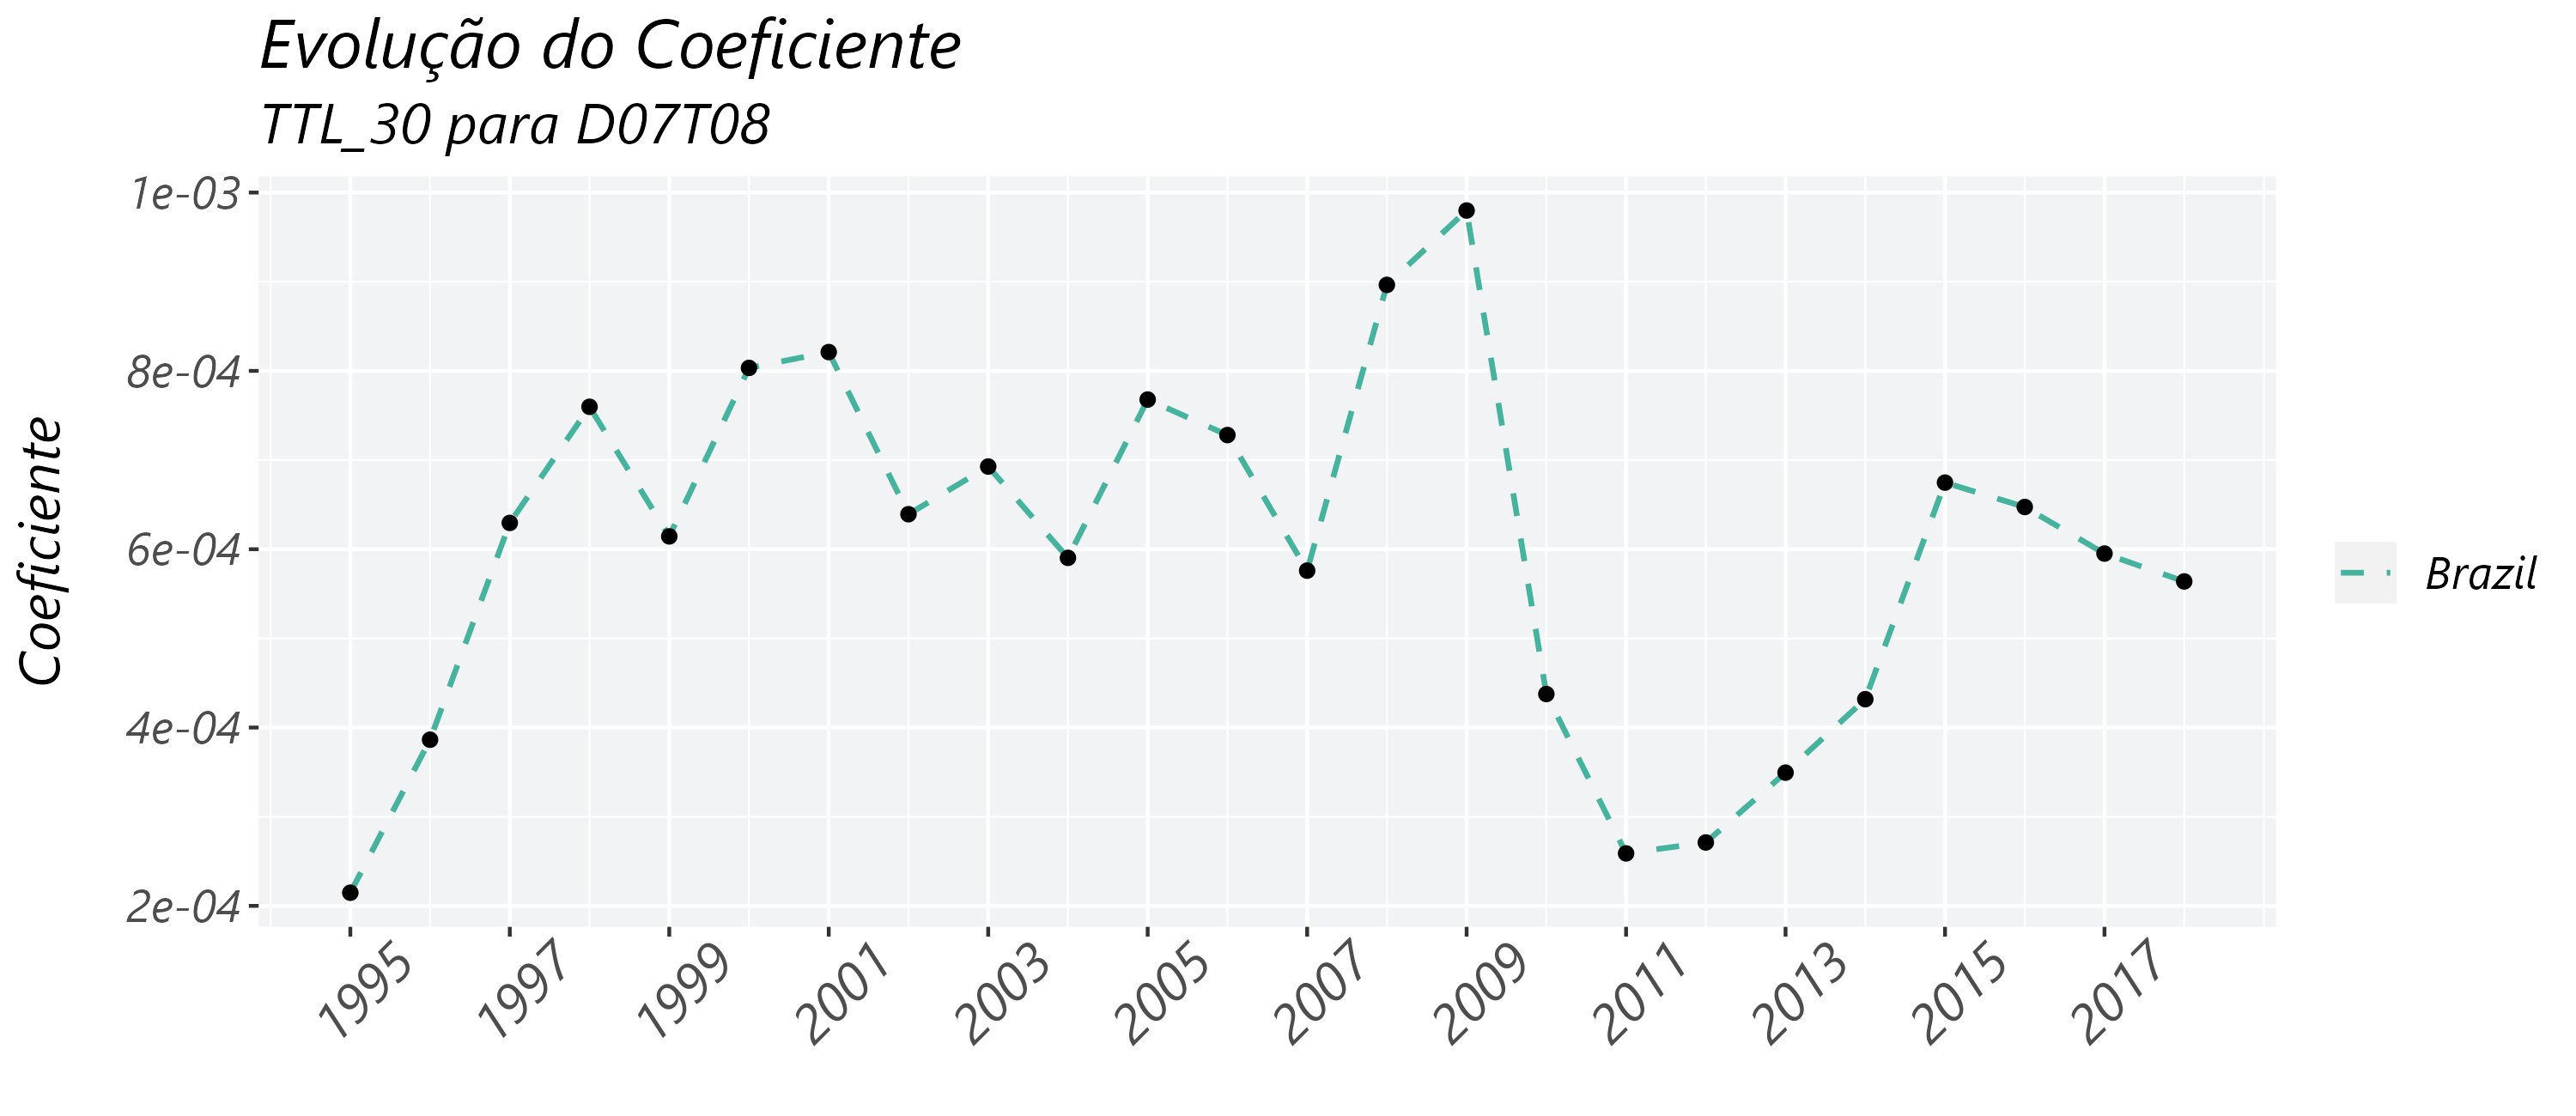 Evolução do Coeficiente
TTL_30 para D07T08
Coeficiente
1e-03
8e-04
6e-04
4e-04
2e-04
1995
1997
1999
2001
2003
2005
2007
2009
2011
2013
2015
2017
Brazil